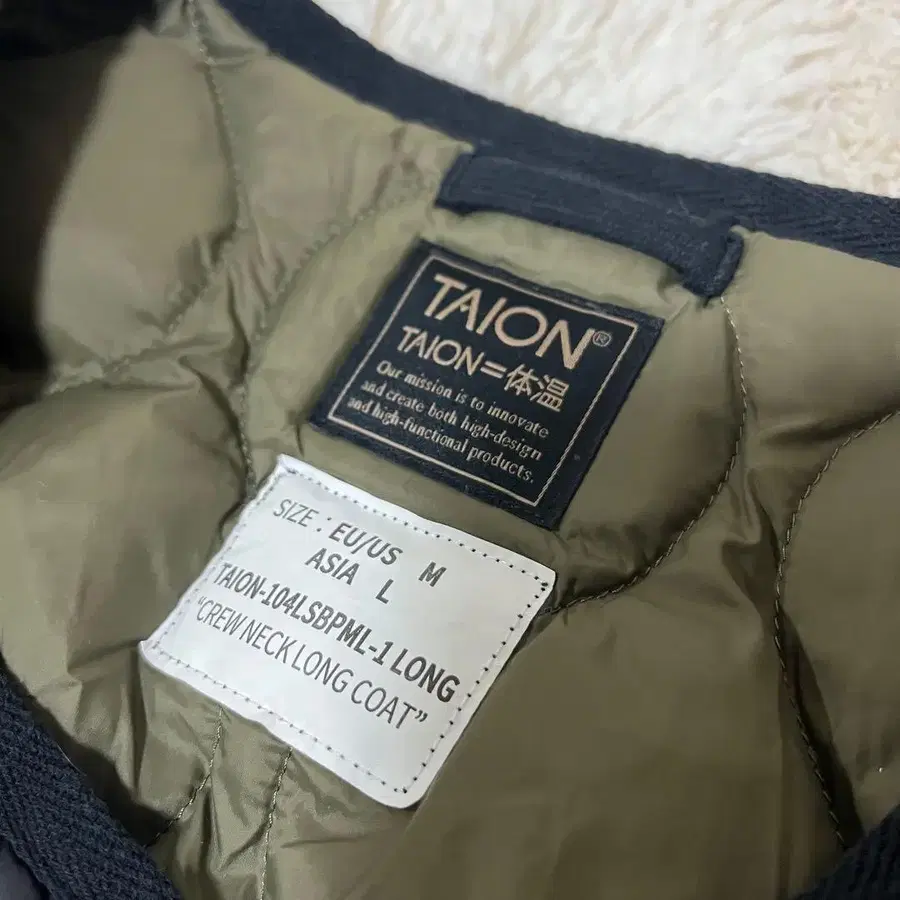 TAION®
TAION=体温
Our mission is to innovate
and create both high-design
and high-functional products.
SIZE : EU/US M
ASIA L
TAION-104LSBPML-1 LONG
“CREW NECK LONG COAT”